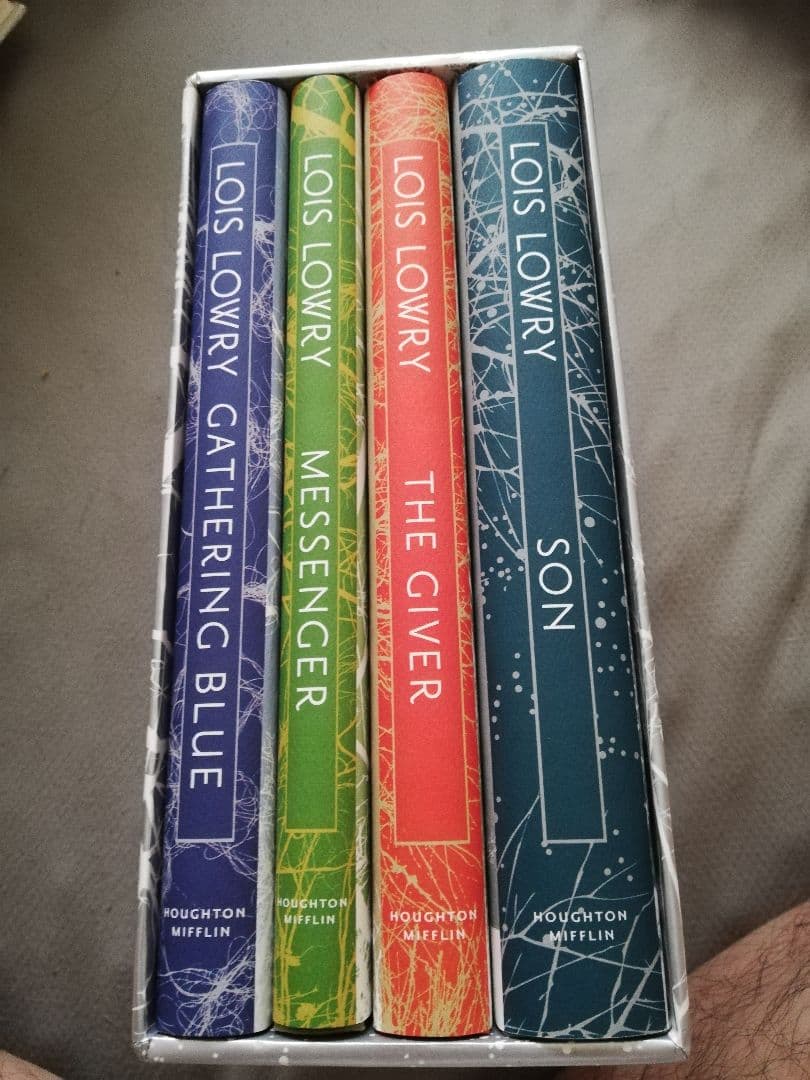 LOIS LOWRY GATHERING BLUE
HOUGHTON
MIFFLIN
LOIS LOWRY MESSENGER
HOUGHTON
MIFFLIN
LOIS LOWRY THE GIVER
HOUGHTON
MIFFLIN
LOIS LOWRY SON
HOUGHTON
MIFFLIN